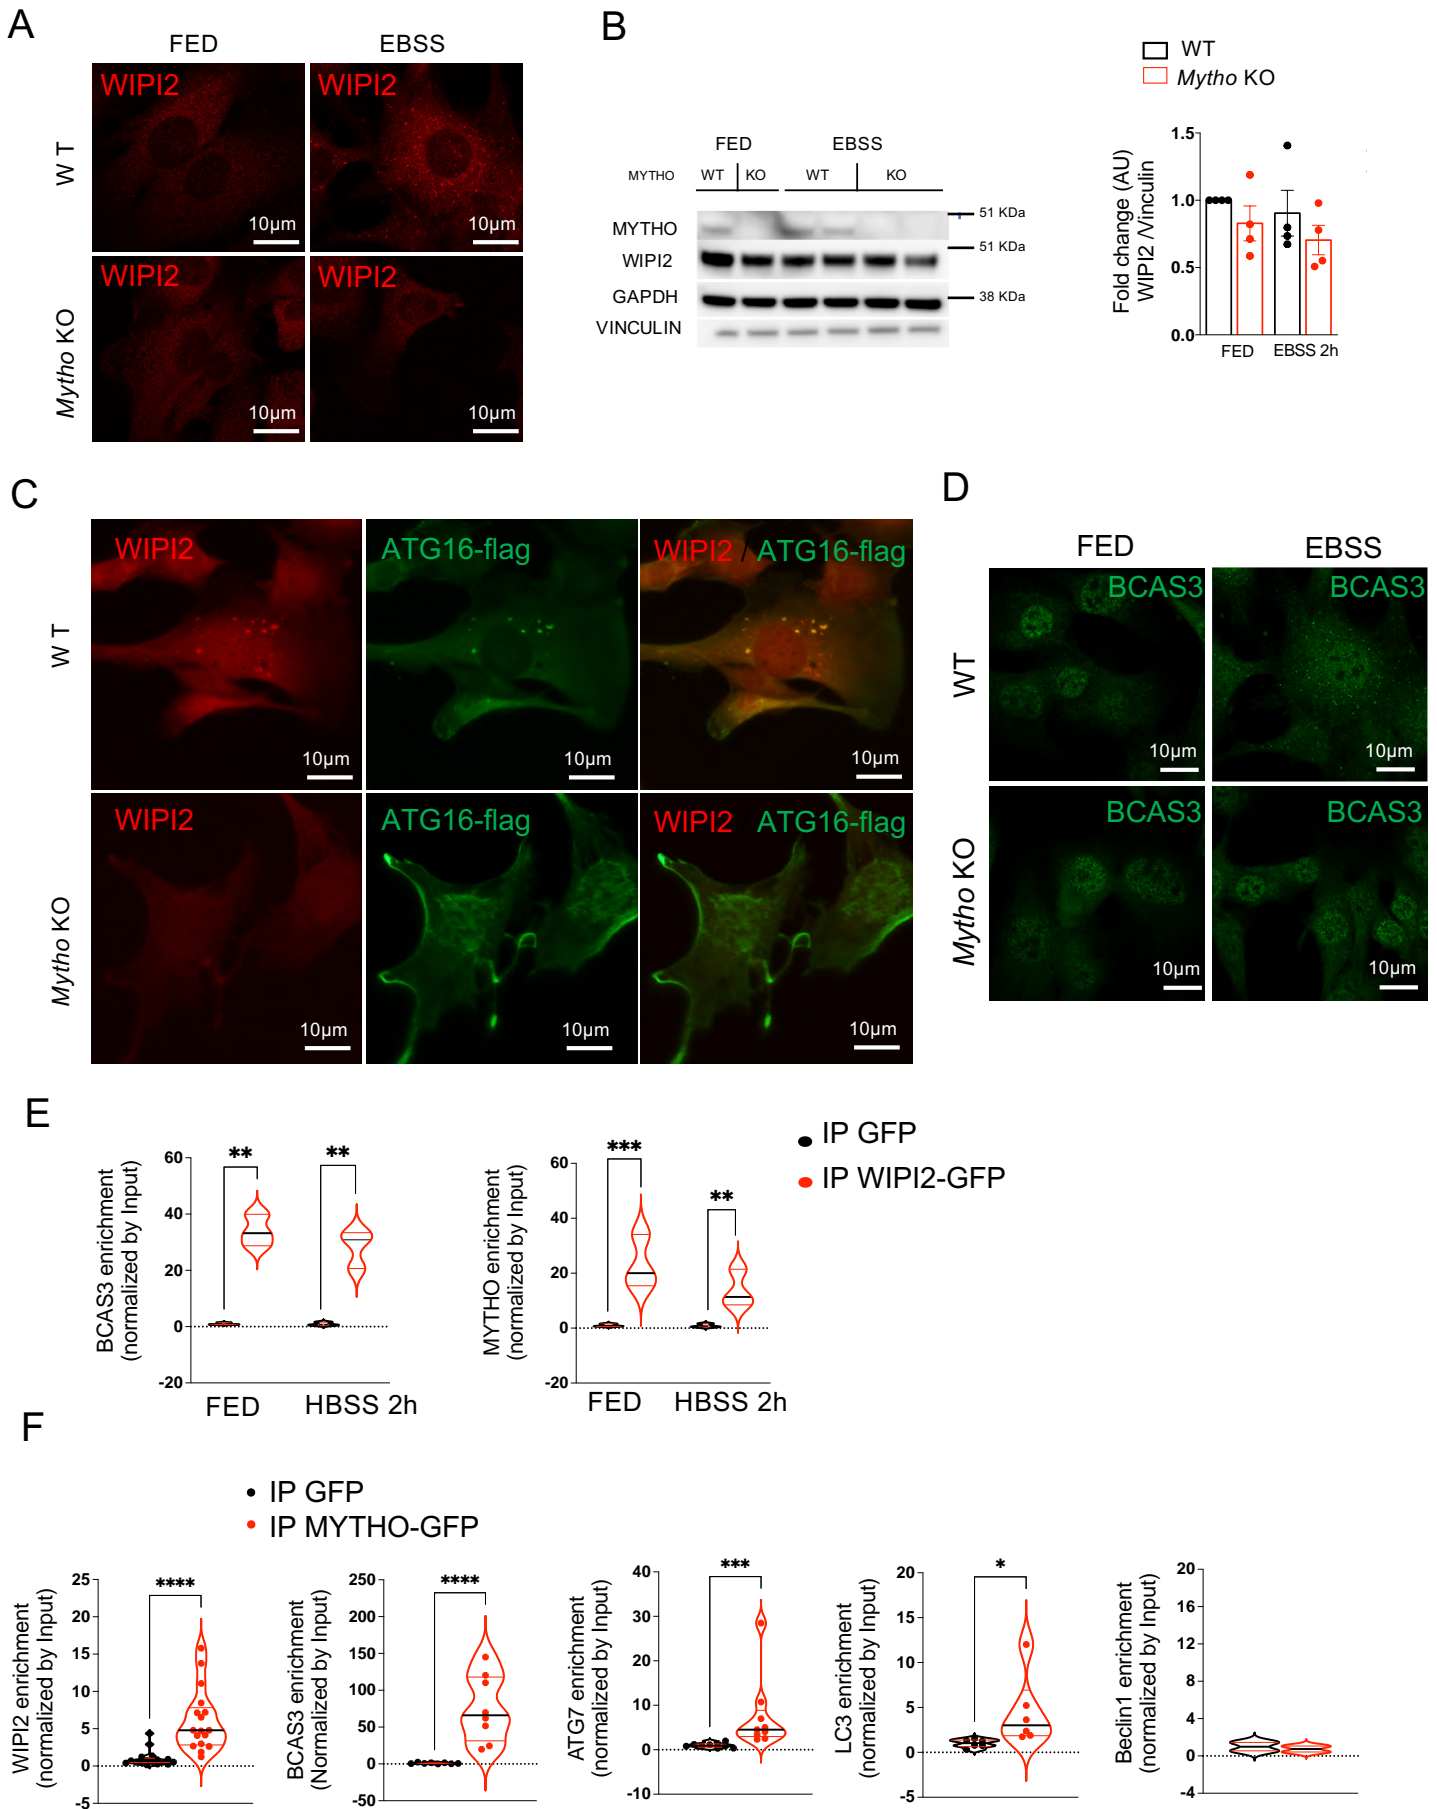 A
FED
EBSS
WT
WIPI2
10µm
WIPI2
10µm
Mytho KO
WIPI2
10µm
WIPI2
10µm
B
WT
Mytho KO
FED
EBSS
MYTHO
WT
KO
WT
KO
MYTHO
51 KDa
WIPI2
51 KDa
GAPDH
38 KDa
VINCULIN
Fold change (AU)
WIPI2 /Vinculin
1.5
1.0
0.5
0.0
FED
EBSS 2h
C
WT
WIPI2
10µm
ATG16-flag
10µm
WIPI2 / ATG16-flag
10µm
Mytho KO
WIPI2
10µm
ATG16-flag
10µm
WIPI2 ATG16-flag
10µm
D
FED
EBSS
WT
BCAS3
10µm
BCAS3
10µm
Mytho KO
BCAS3
10µm
BCAS3
10µm
E
BCAS3 enrichment
(normalized by Input)
60
40
20
0
-20
**
**
FED
HBSS 2h
MYTHO enrichment
(normalized by Input)
60
40
20
0
-20
***
**
FED
HBSS 2h
IP GFP
IP WIPI2-GFP
F
IP GFP
IP MYTHO-GFP
WIPI2 enrichment
(normalized by Input)
25
20
15
10
5
0
-5
****
BCAS3 enrichment
(Normalized by Input)
250
200
150
100
50
0
-50
****
ATG7 enrichment
(normalized by Input)
40
30
20
10
0
-10
***
LC3 enrichment
(normalized by Input)
20
15
10
5
0
-5
*
Beclin1 enrichment
(normalized by Input)
20
16
12
8
4
0
-4